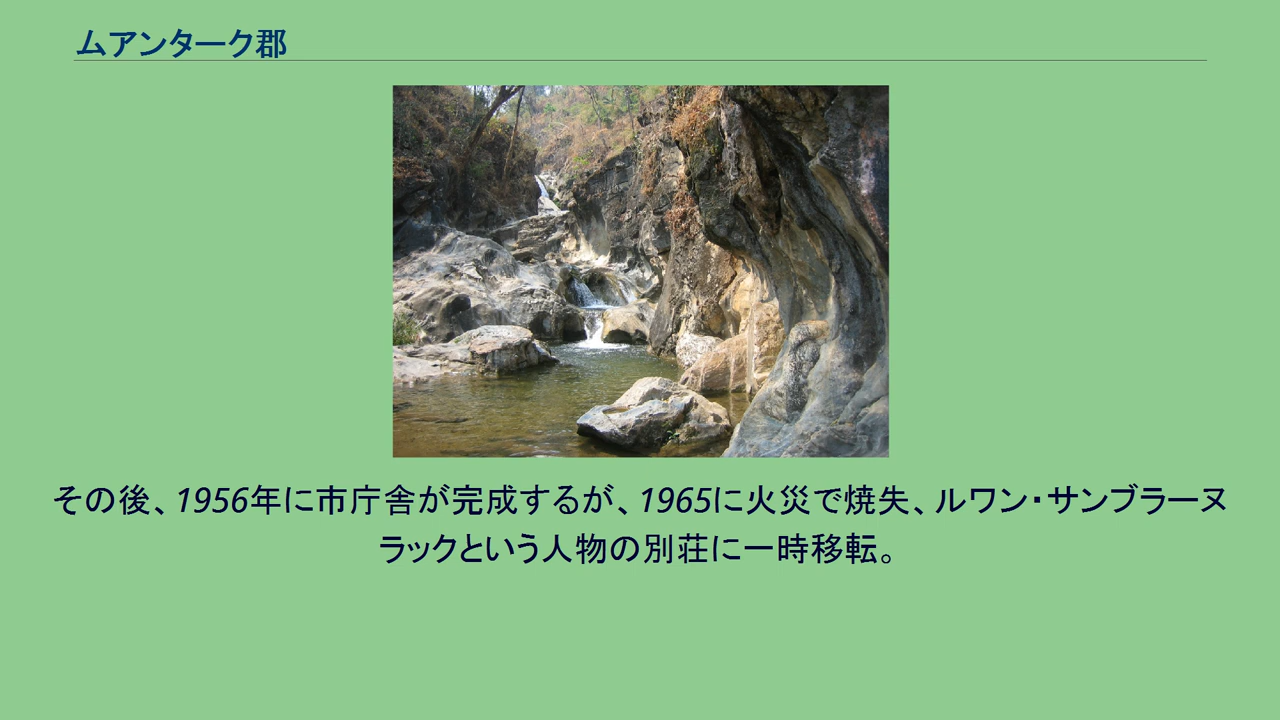 ムアンターク郡
その後、1956年に市庁舎が完成するが、1965に火災で焼失、ルワン・サンブラーヌ
ラックという人物の別荘に一時移転。